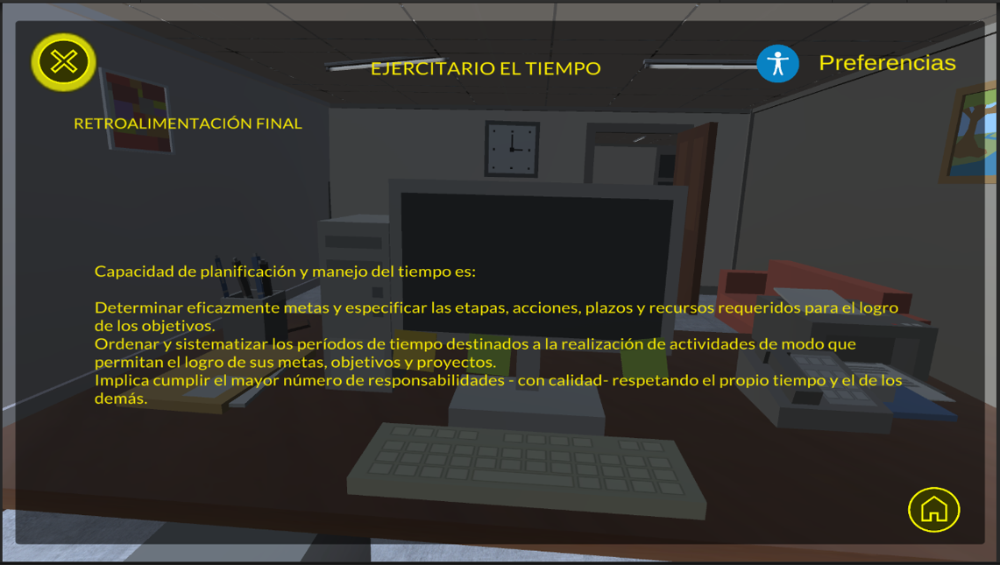 EJERCITARIO EL TIEMPO
Preferencias
RETROALIMENTACIÓN FINAL
Capacidad de planificación y manejo del tiempo es:
Determinar eficazmente metas y especificar las etapas, acciones, plazos y recursos requeridos para el logro
de los objetivos.
Ordenar y sistematizar los períodos de tiempo destinados a la realización de actividades de modo que
permitan el logro de sus metas, objetivos y proyectos.
Implica cumplir el mayor número de responsabilidades - con calidad- respetando el propio tiempo y el de los
demás.